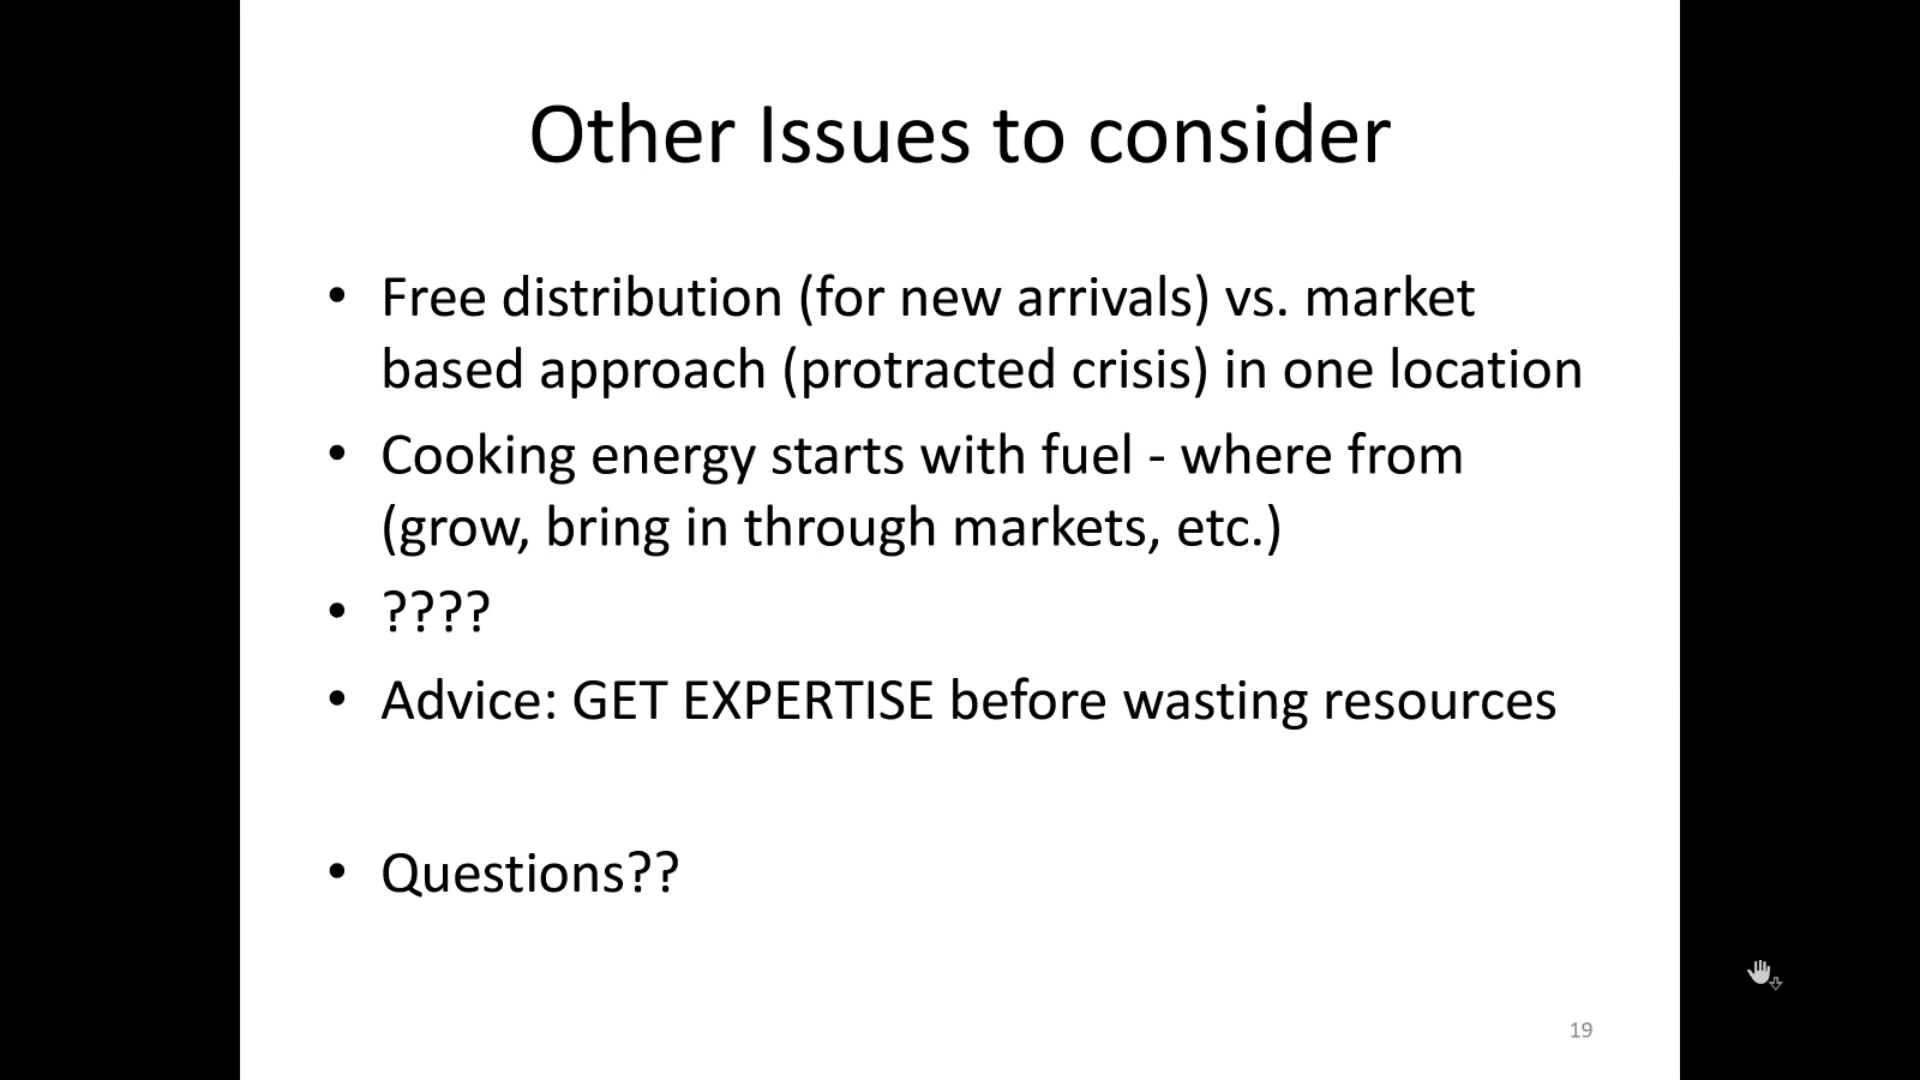 Other Issues to consider
• Free distribution (for new arrivals) vs. market
based approach (protracted crisis) in one location
• Cooking energy starts with fuel - where from
(grow, bring in through markets, etc.)
• ????
• Advice: GET EXPERTISE before wasting resources
• Questions??
19